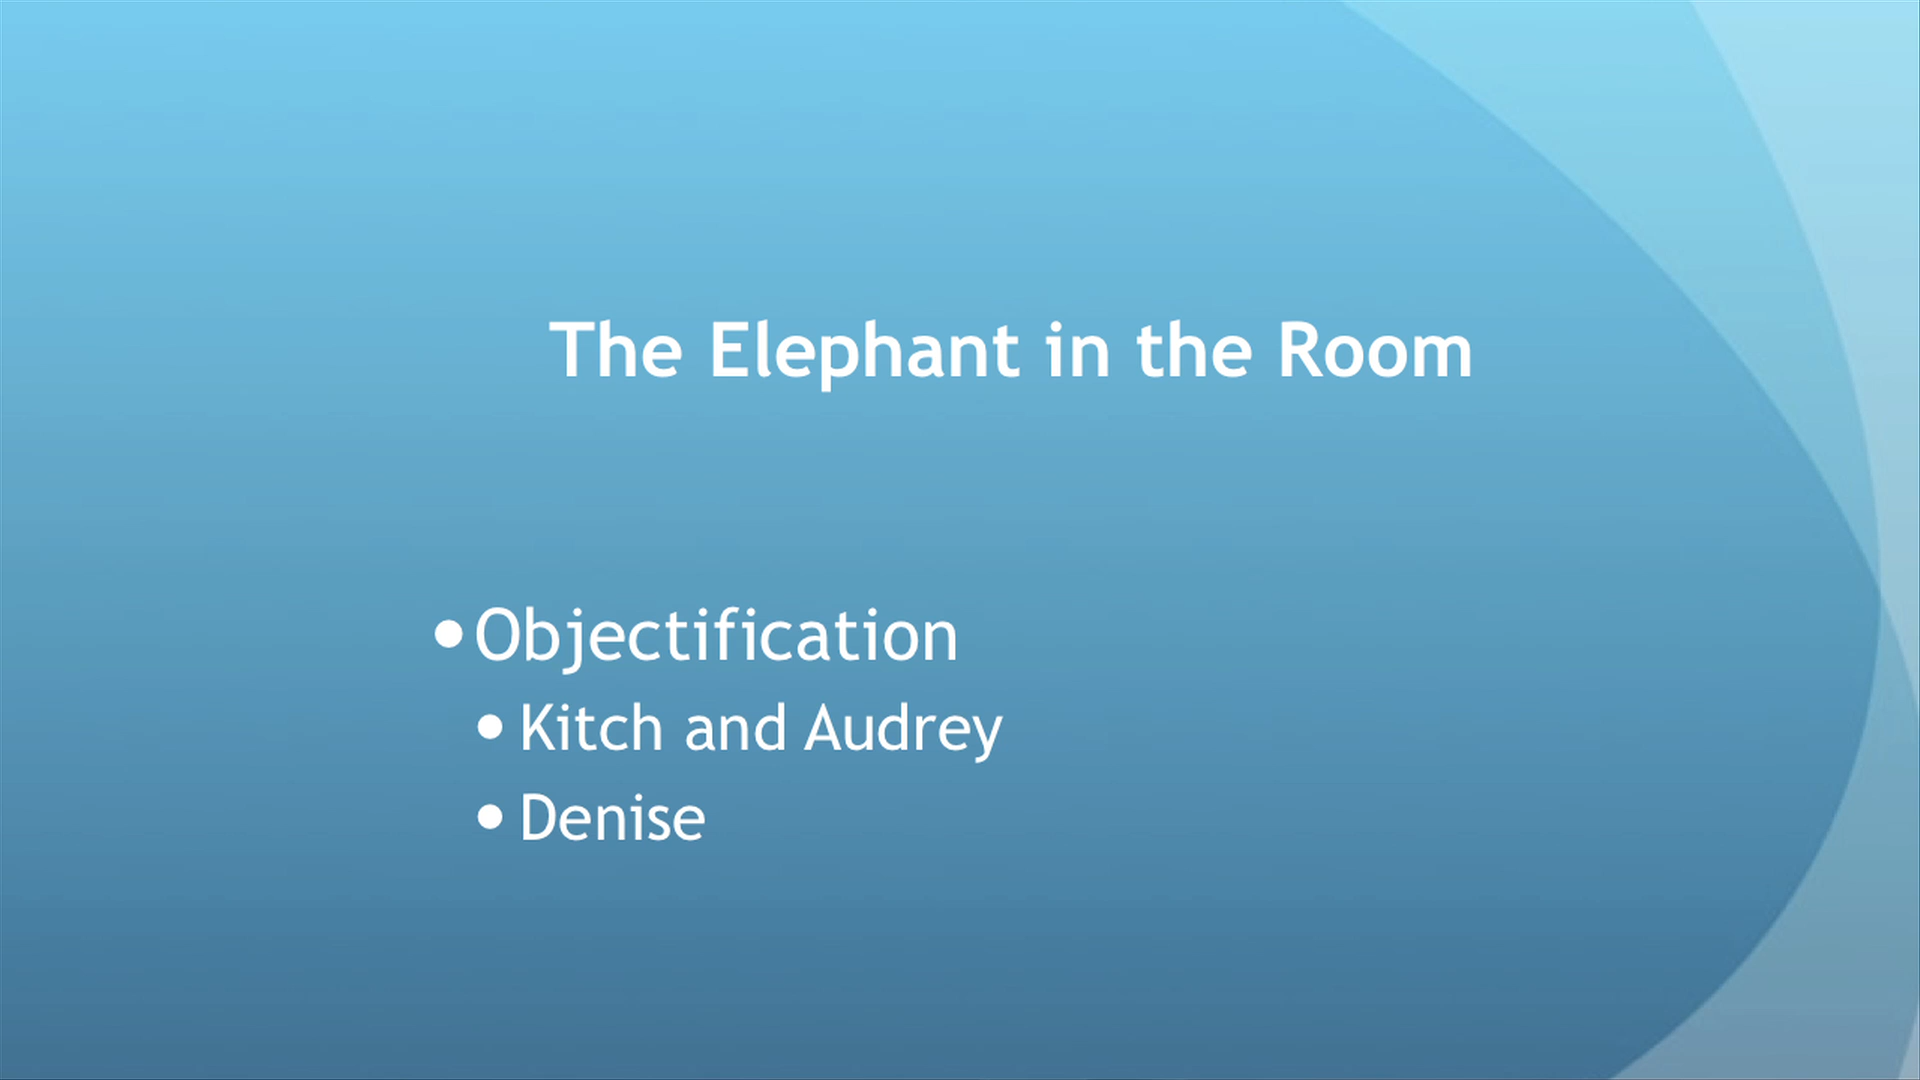 The Elephant in the Room
•Objectification
• Kitch and Audrey
• Denise